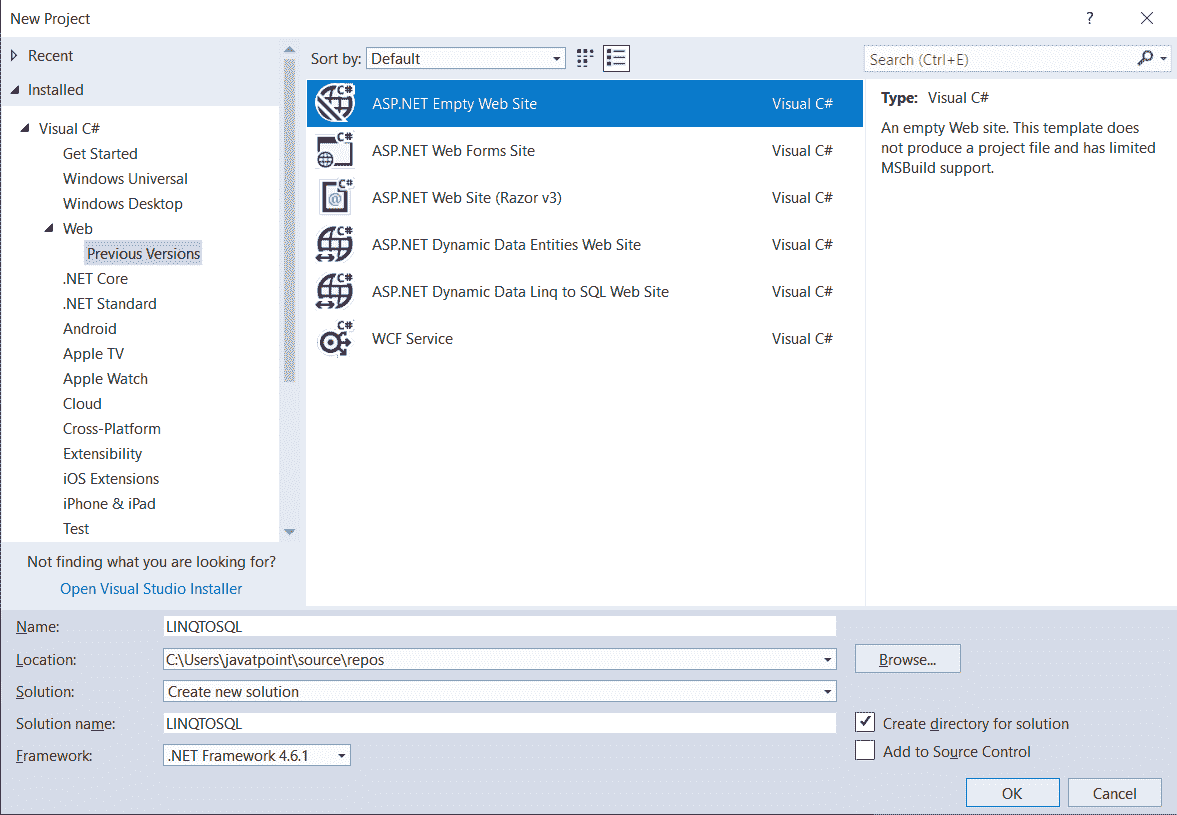 New Project
?
Recent
Installed
Visual C#
Get Started
Windows Universal
Windows Desktop
Web
Previous Versions
.NET Core
.NET Standard
Android
Apple TV
Apple Watch
Cloud
Cross-Platform
Extensibility
iOS Extensions
iPhone & iPad
Test
Not finding what you are looking for?
Open Visual Studio Installer
Sort by: Default
C# ASP.NET Empty Web Site Visual C#
C# ASP.NET Web Forms Site Visual C#
C# @ ASP.NET Web Site (Razor v3) Visual C#
C# ASP.NET Dynamic Data Entities Web Site Visual C#
C# ASP.NET Dynamic Data Linq to SQL Web Site Visual C#
C# WCF Service Visual C#
Search (Ctrl+E)
Type: Visual C#
An empty Web site. This template does
not produce a project file and has limited
MSBuild support.
Name: LINQTOSQL
Location: C:\Users\javatpoint\source\repos Browse...
Solution: Create new solution
Solution name: LINQTOSQL
Create directory for solution
Framework: .NET Framework 4.6.1
Add to Source Control
OK Cancel